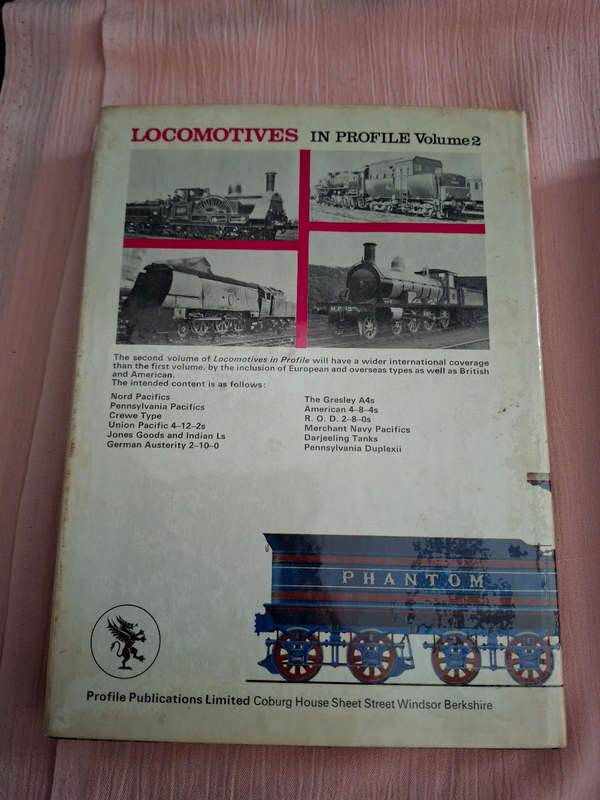 LOCOMOTIVES IN PROFILE Volume 2
The second volume of Locomotives in Profile will have a wider international coverage
than the first volume, by the inclusion of European and overseas types as well as British
and American.
The intended content is as follows:
Nord Pacifics
Pennsylvania Pacifics
Crewe Type
Union Pacific 4-12-2s
Jones Goods and Indian Ls
German Austerity 2-10-0
The Gresley A4s
American 4-8-4s
R. O. D. 2-8-0s
Merchant Navy Pacifics
Darjeeling Tanks
Pennsylvania Duplexii
PHANTOM
Profile Publications Limited Coburg House Sheet Street Windsor Berkshire